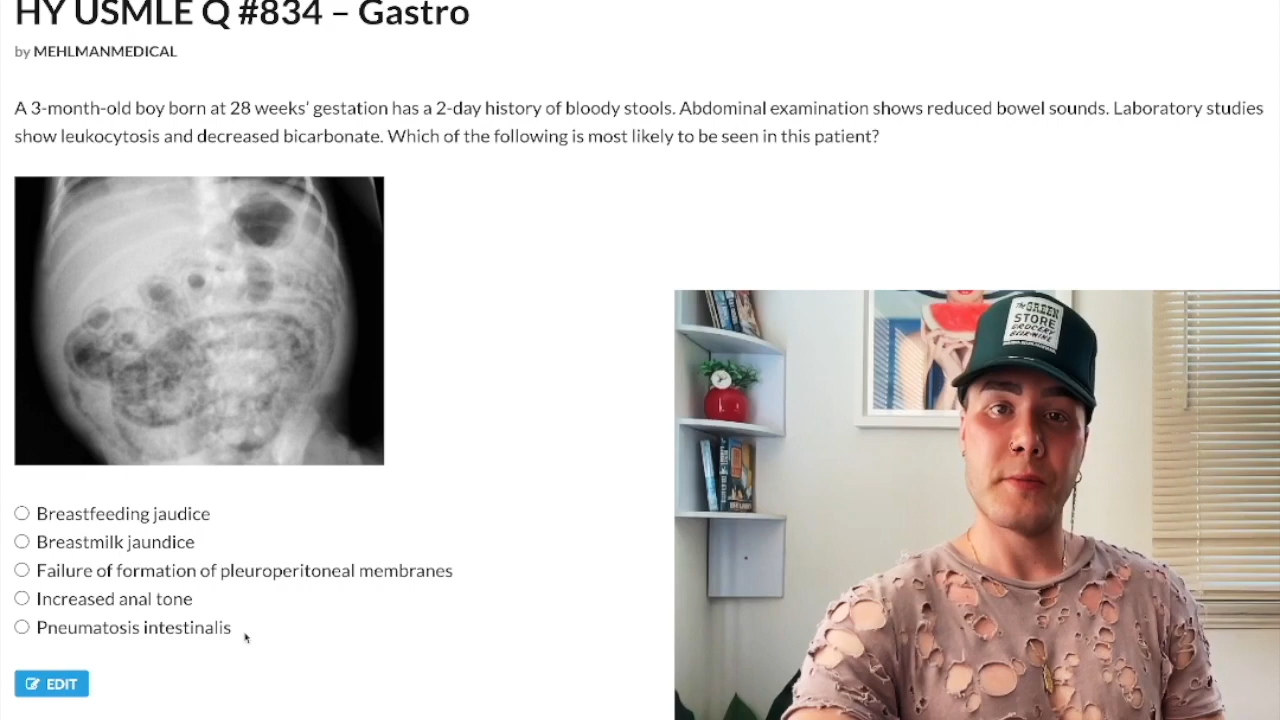 HY USMLE Q #834 – Gastro
by MEHLMANMEDICAL
A 3-month-old boy born at 28 weeks' gestation has a 2-day history of bloody stools. Abdominal examination shows reduced bowel sounds. Laboratory studies
show leukocytosis and decreased bicarbonate. Which of the following is most likely to be seen in this patient?
The GREEN
STORE
GROCERY
Breastfeeding jaudice
Breastmilk jaundice
Failure of formation of pleuroperitoneal membranes
Increased anal tone
Pneumatosis intestinalis
EDIT